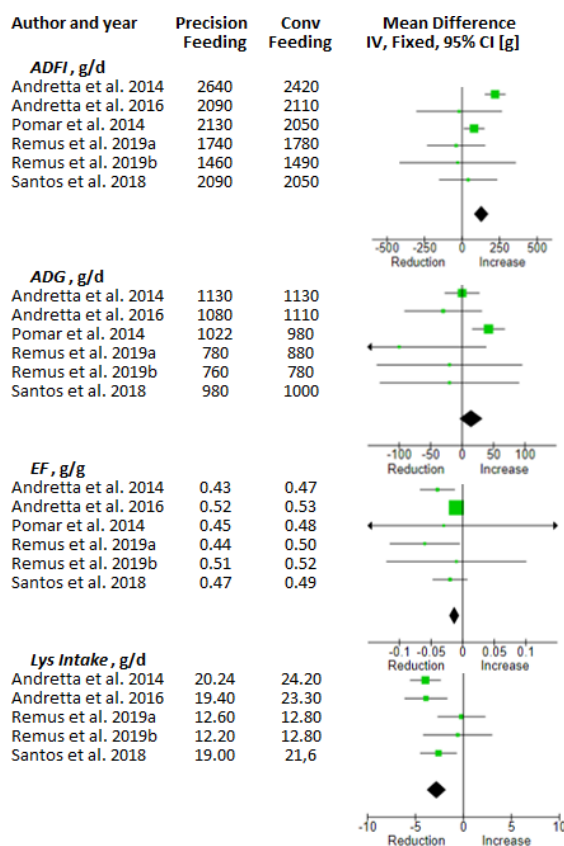 Author and year Precision Feeding Conv Feeding Mean Difference IV, Fixed, 95% CI [g]
ADFI, g/d
Andretta et al. 2014 2640 2420
Andretta et al. 2016 2090 2110
Pomar et al. 2014 2130 2050
Remus et al. 2019a 1740 1780
Remus et al. 2019b 1460 1490
Santos et al. 2018 2090 2050
-500 -250 0 250 500
Reduction Increase
ADG, g/d
Andretta et al. 2014 1130 1130
Andretta et al. 2016 1080 1110
Pomar et al. 2014 1022 980
Remus et al. 2019a 780 880
Remus et al. 2019b 760 780
Santos et al. 2018 980 1000
-100 -50 0 50 100
Reduction Increase
EF, g/g
Andretta et al. 2014 0.43 0.47
Andretta et al. 2016 0.52 0.53
Pomar et al. 2014 0.45 0.48
Remus et al. 2019a 0.44 0.50
Remus et al. 2019b 0.51 0.52
Santos et al. 2018 0.47 0.49
-0.1 -0.05 0 0.05 0.1
Reduction Increase
Lys Intake, g/d
Andretta et al. 2014 20.24 24.20
Andretta et al. 2016 19.40 23.30
Remus et al. 2019a 12.60 12.80
Remus et al. 2019b 12.20 12.80
Santos et al. 2018 19.00 21,6
-10 -5 0 5 10
Reduction Increase